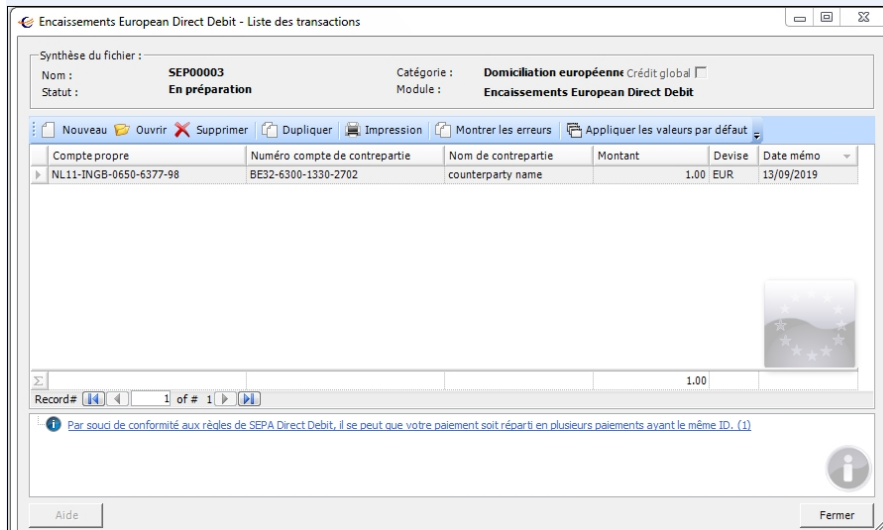 Encaissements European Direct Debit - Liste des transactions
Synthèse du fichier :
Nom : SEP00003 Catégorie : Domiciliation européenne Crédit global
Statut : En préparation Module : Encaissements European Direct Debit
Nouveau Ouvrir Supprimer Dupliquer Impression Montrer les erreurs Appliquer les valeurs par défaut
Compte propre Numéro compte de contrepartie Nom de contrepartie Montant Devise Date mémo
NL11-INGB-0650-6377-98 BE32-6300-1330-2702 counterparty name 1.00 EUR 13/09/2019
Σ 1.00
Record# 1 of # 1
Par souci de conformité aux règles de SEPA Direct Debit, il se peut que votre paiement soit réparti en plusieurs paiements ayant le même ID. (1)
Aide Fermer